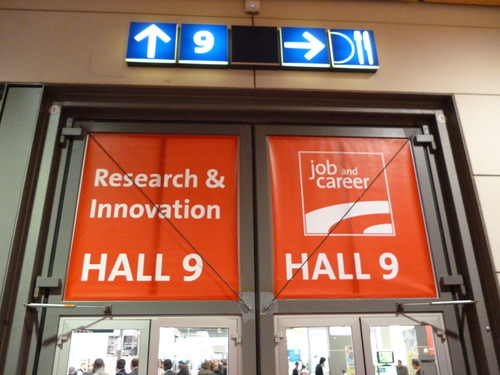 9
Research &
Innovation
HALL 9
job and
career
HALL 9